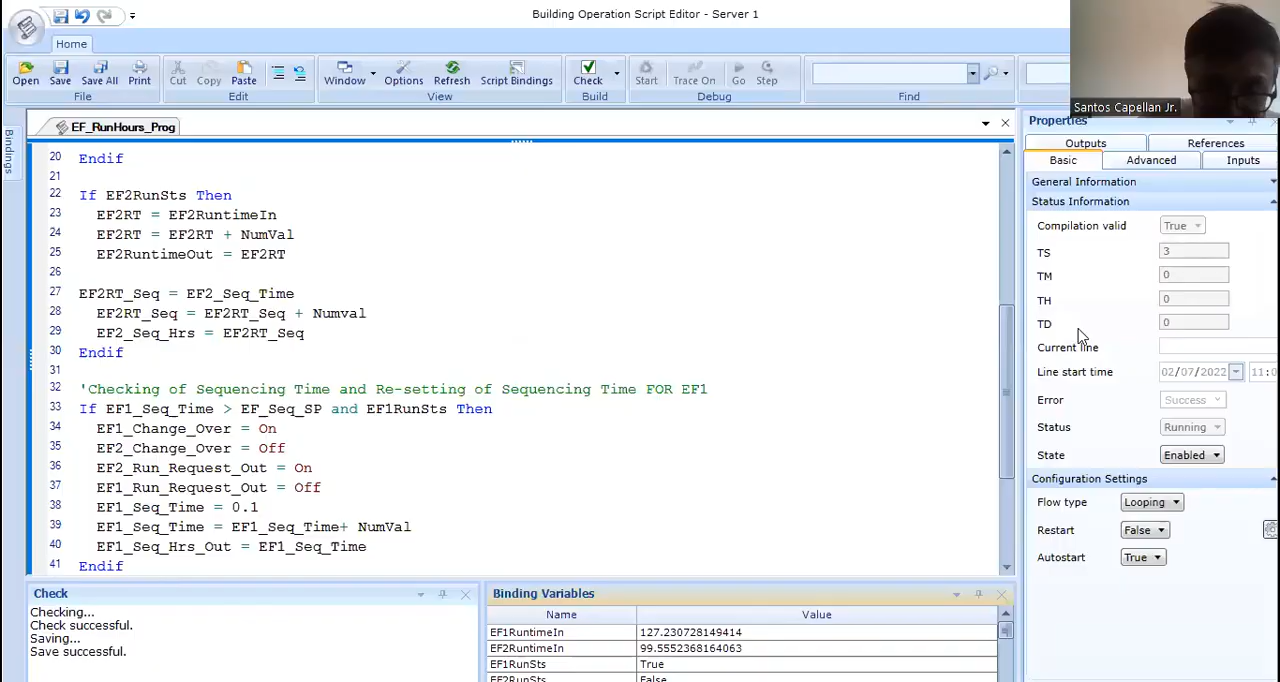 Building Operation Script Editor - Server 1
Home
Open Save Save All Print Cut Copy Paste Window Options Refresh Script Bindings Check Start Trace On Go Step
File Edit View Build Debug Find
Santos Capellan Jr.
Bindings
EF_RunHours_Prog
20 Endif
21
22 If EF2RunSts Then
23 EF2RT = EF2RuntimeIn
24 EF2RT = EF2RT + NumVal
25 EF2RuntimeOut = EF2RT
26
27 EF2RT_Seq = EF2_Seq_Time
28 EF2RT_Seq = EF2RT_Seq + Numval
29 EF2_Seq_Hrs = EF2RT_Seq
30 Endif
31
32 'Checking of Sequencing Time and Re-setting of Sequencing Time FOR EF1
33 If EF1_Seq_Time > EF_Seq_SP and EF1RunSts Then
34 EF1_Change_Over = On
35 EF2_Change_Over = Off
36 EF2_Run_Request_Out = On
37 EF1_Run_Request_Out = Off
38 EF1_Seq_Time = 0.1
39 EF1_Seq_Time = EF1_Seq_Time+ NumVal
40 EF1_Seq_Hrs_Out = EF1_Seq_Time
41 Endif
Properties
Outputs References
Basic Advanced Inputs
General Information
Status Information
Compilation valid True
TS 3
TM 0
TH 0
TD 0
Current line
Line start time 02/07/2022
Error Success
Status Running
State Enabled
Configuration Settings
Flow type Looping
Restart False
Autostart True
Check
Checking...
Check successful.
Saving...
Save successful.
Binding Variables
Name Value
EF1RuntimeIn 127.230728149414
EF2RuntimeIn 99.5552368164063
EF1RunSts True
EF2RunSts False